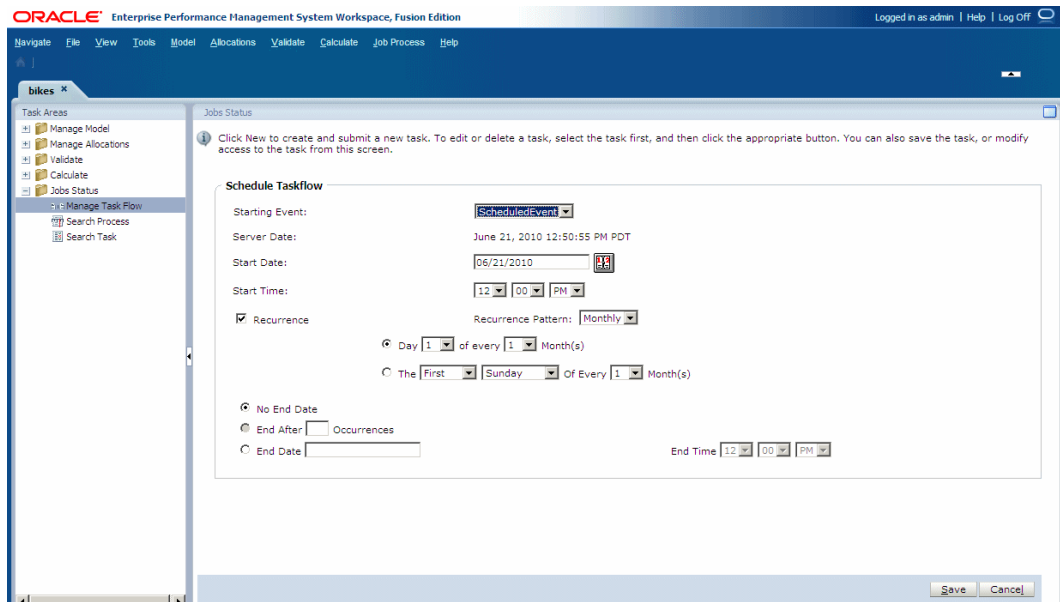 ORACLE Enterprise Performance Management System Workspace, Fusion Edition
Logged in as admin | Help | Log Off
Navigate File View Tools Model Allocations Validate Calculate Job Process Help
bikes ×
Task Areas
Manage Model
Manage Allocations
Validate
Calculate
Jobs Status
Manage Task Flow
Search Process
Search Task
Jobs Status
Click New to create and submit a new task. To edit or delete a task, select the task first, and then click the appropriate button. You can also save the task, or modify
access to the task from this screen.
Schedule Taskflow
Starting Event: ScheduledEvent
Server Date: June 21, 2010 12:50:55 PM PDT
Start Date: 06/21/2010
Start Time: 12 00 PM
Recurrence Recurrence Pattern: Monthly
Day 1 of every 1 Month(s)
The First Sunday Of Every 1 Month(s)
No End Date
End After Occurrences
End Date End Time 12 00 PM
Save Cancel